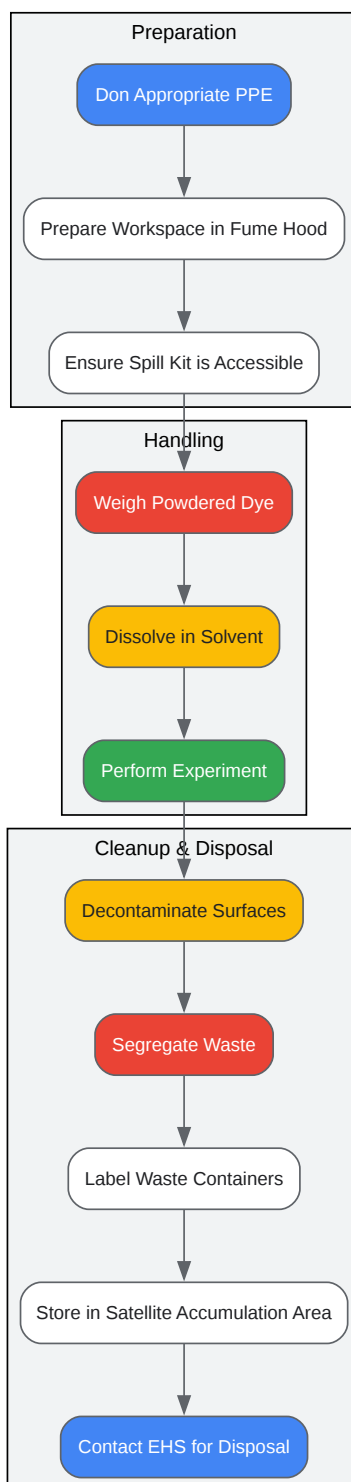 Preparation
Don Appropriate PPE
Prepare Workspace in Fume Hood
Ensure Spill Kit is Accessible
Handling
Weigh Powdered Dye
Dissolve in Solvent
Perform Experiment
Cleanup & Disposal
Decontaminate Surfaces
Segregate Waste
Label Waste Containers
Store in Satellite Accumulation Area
Contact EHS for Disposal